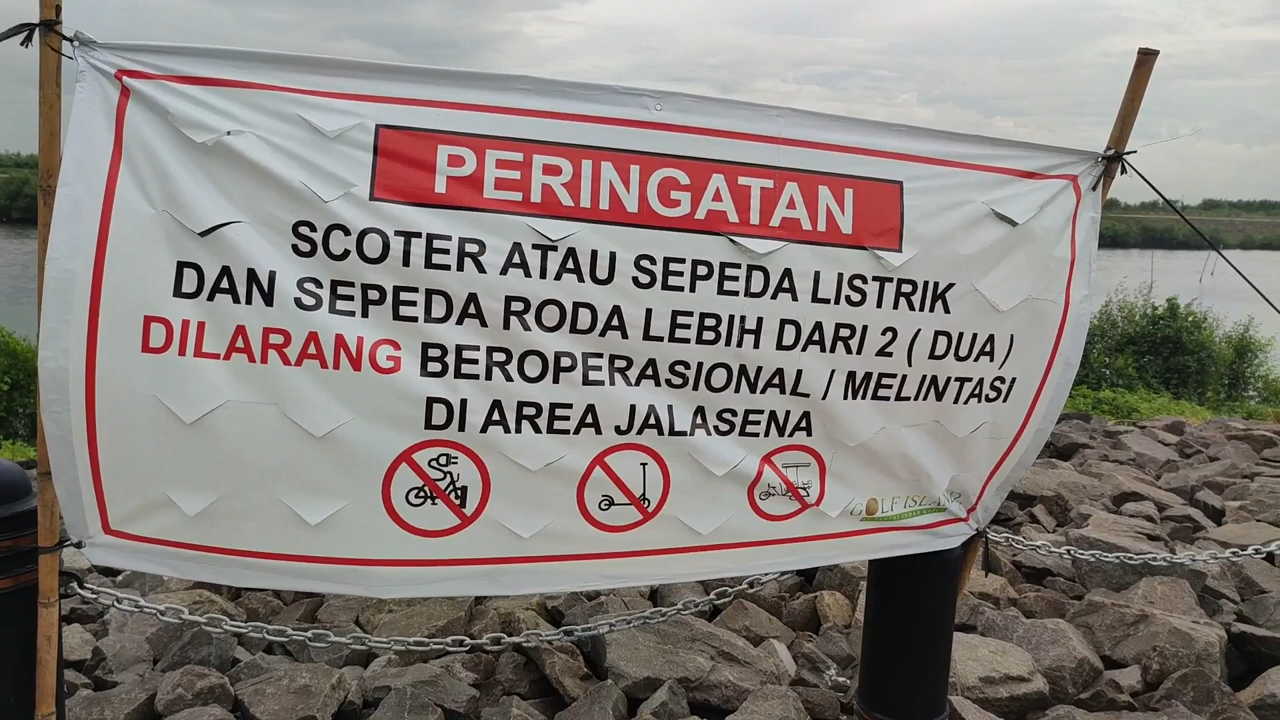 PERINGATAN
SCOTER ATAU SEPEDA LISTRIK
DAN SEPEDA RODA LEBIH DARI 2 ( DUA )
DILARANG BEROPERASIONAL / MELINTASI
DI AREA JALASENA
GOLF ISLAND